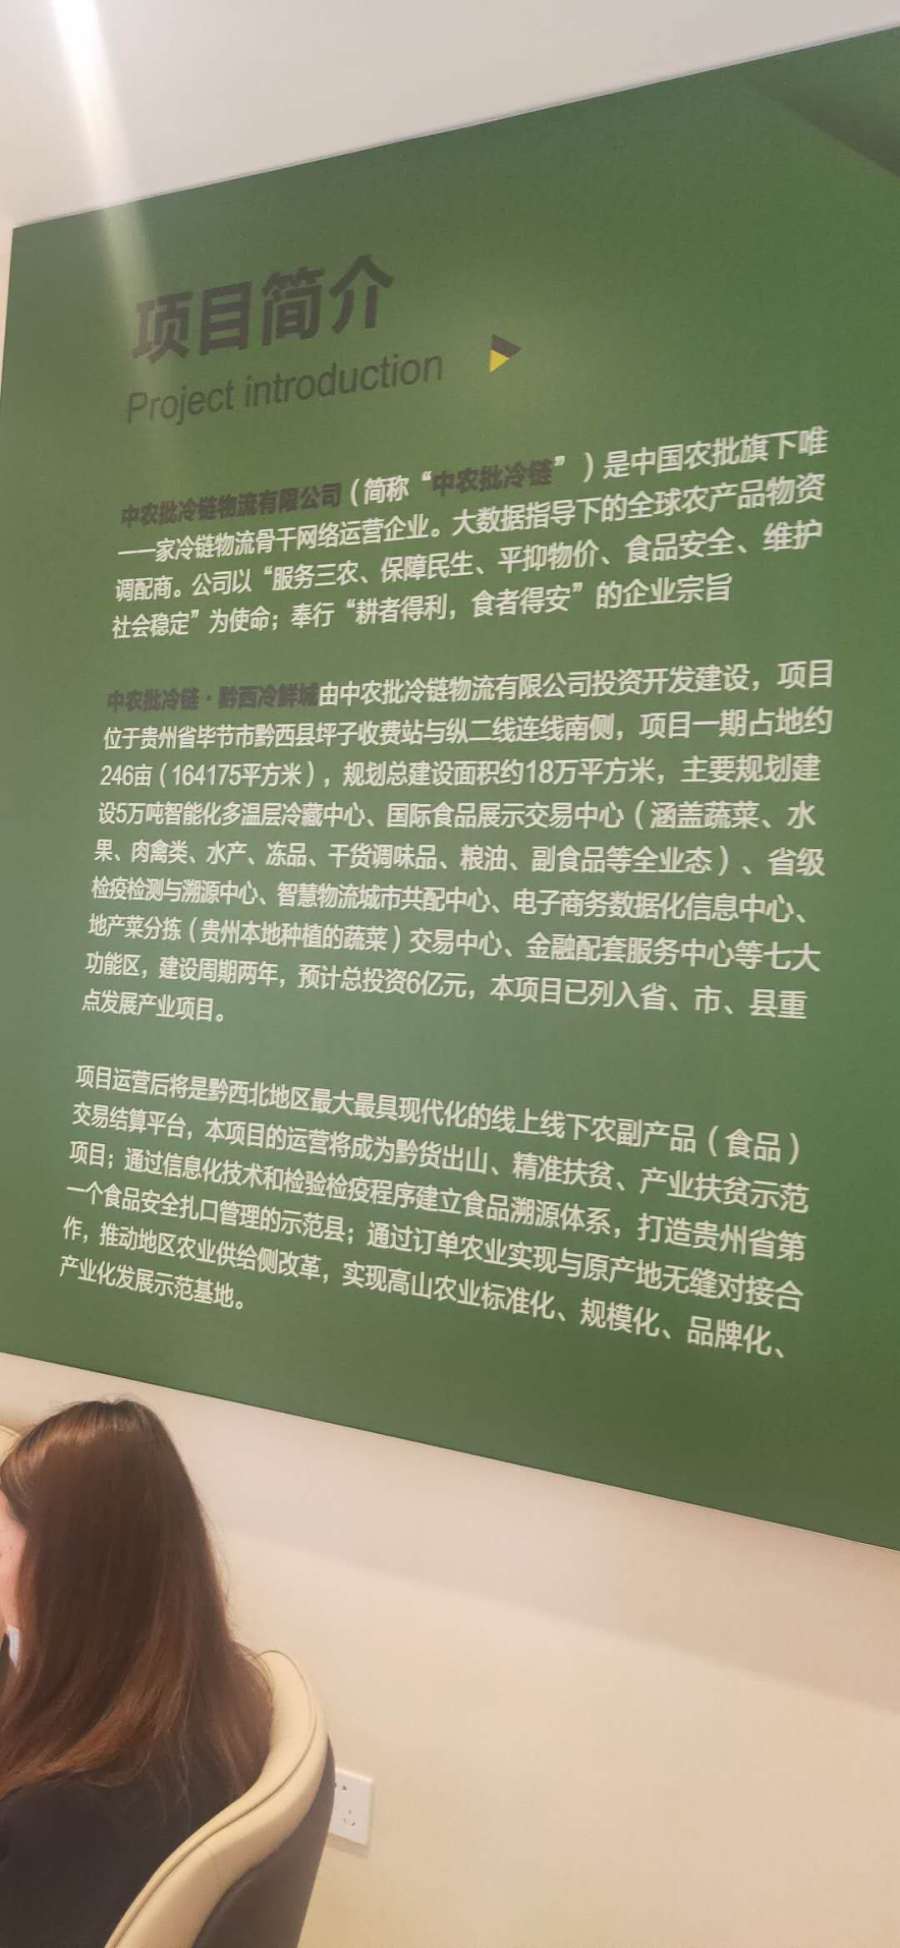 项目简介
Project introduction
中农批冷链物流有限公司（简称“中农批冷链”）是中国农批旗下唯
一一家冷链物流骨干网络运营企业。大数据指导下的全球农产品物资
调配商。公司以“服务三农、保障民生、平抑物价、食品安全、维护
社会稳定”为使命；奉行“耕者得利，食者得安”的企业宗旨
中农批冷链·黔西冷鲜城由中农批冷链物流有限公司投资开发建设，项目
位于贵州省毕节市黔西县坪子收费站与纵二线连线南侧，项目一期占地约
246亩（164175平方米），规划总建设面积约18万平方米，主要规划建
设5万吨智能化多温层冷藏中心、国际食品展示交易中心（涵盖蔬菜、水
果、肉禽类、水产、冻品、干货调味品、粮油、副食品等全业态）、省级
检疫检测与溯源中心、智慧物流城市共配中心、电子商务数据化信息中心、
地产菜分拣（贵州本地种植的蔬菜）交易中心、金融配套服务中心等七大
功能区，建设周期两年，预计总投资6亿元，本项目已列入省、市、县重
点发展产业项目。
项目运营后将是黔西北地区最大最具现代化的线上线下农副产品（食品）
交易结算平台，本项目的运营将成为黔货出山、精准扶贫、产业扶贫示范
项目；通过信息化技术和检验检疫程序建立食品溯源体系，打造贵州省第
一个食品安全扎口管理的示范县；通过订单农业实现与原产地无缝对接合
作，推动地区农业供给侧改革，实现高山农业标准化、规模化、品牌化、
产业化发展示范基地。